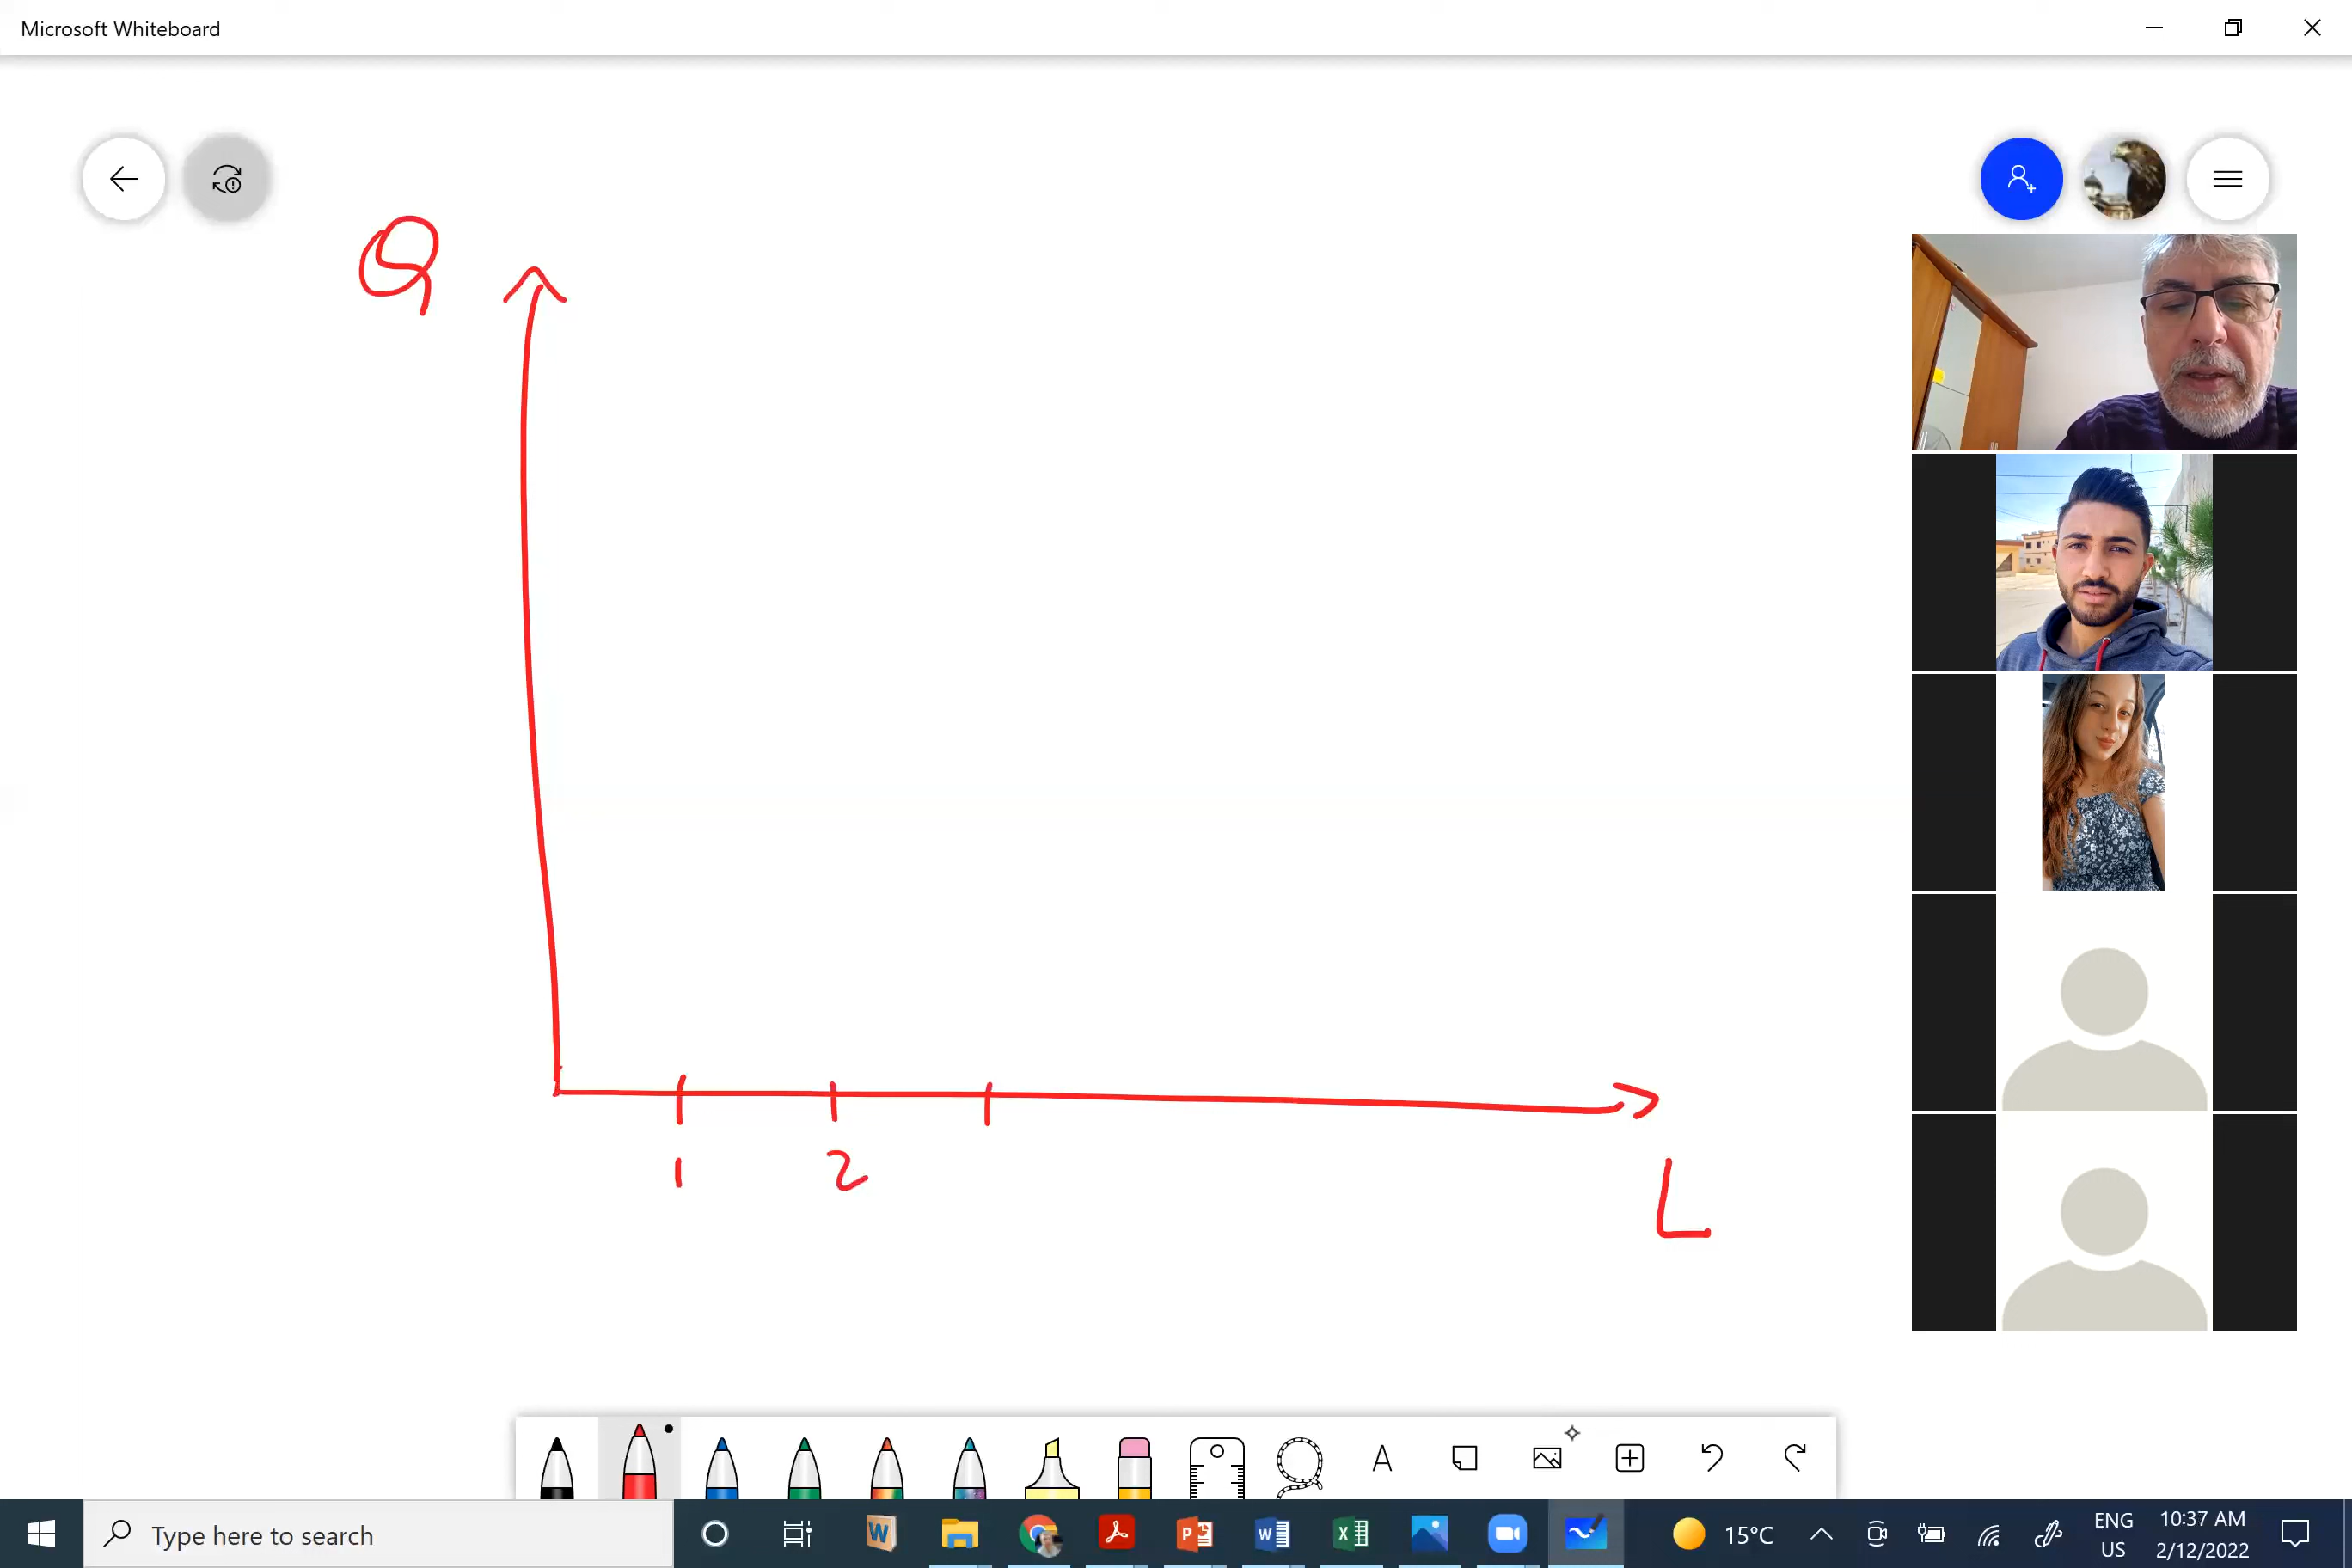 Microsoft Whiteboard
Q
1 2
L
A
Type here to search
15°C
ENG
US
10:37 AM
2/12/2022